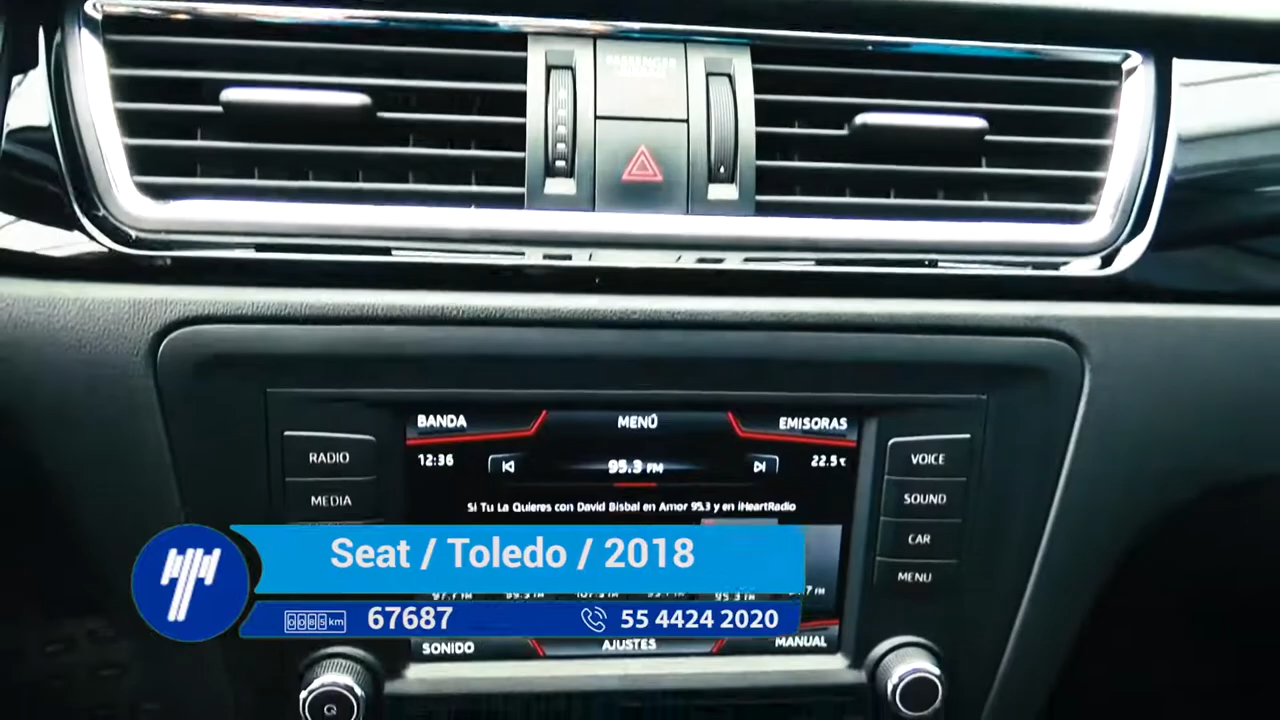 PASSENGER
BANDA
MENÚ
EMISORAS
12:36
95.3 FM
22.5°C
RADIO
MEDIA
Si Tu La Quieres con David Bisbal en Amor 95.3 y en iHeartRadio
VOICE
SOUND
CAR
MENU
Seat / Toledo / 2018
0085 km
67687
55 4424 2020
SONIDO
AJUSTES
MANUAL